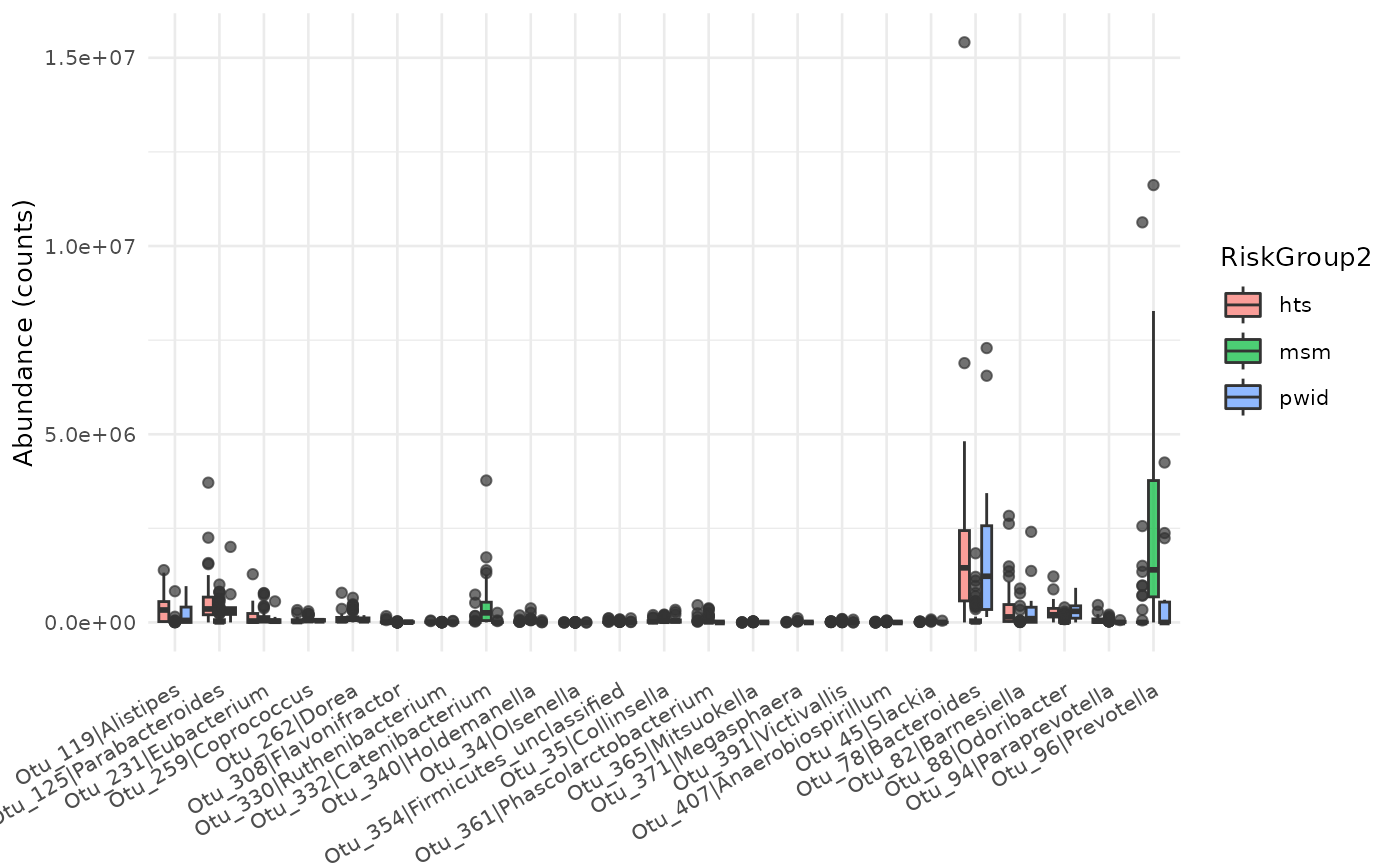 1.5e+07
1.0e+07
5.0e+06
0.0e+00
Abundance (counts)
Otu_119|Alistipes
Otu_125|Parabacteroides
Otu_231|Eubacterium
Otu_259|Coprococcus
Otu_262|Dorea
Otu_308|Flavonifractor
Otu_330|Ruthenibacterium
Otu_332|Catenibacterium
Otu_340|Holdemanella
Otu_34|Olsenella
Otu_354|Firmicutes_unclassified
Otu_35|Collinsella
Otu_361|Phascolarctobacterium
Otu_365|Mitsuokella
Otu_371|Megasphaera
Otu_391|Victivallis
Otu_407|Anaerobiospirillum
Otu_45|Slackia
Otu_78|Bacteroides
Otu_82|Barnesiella
Otu_88|Odoribacter
Otu_94|Paraprevotella
Otu_96|Prevotella
RiskGroup2
hts
msm
pwid